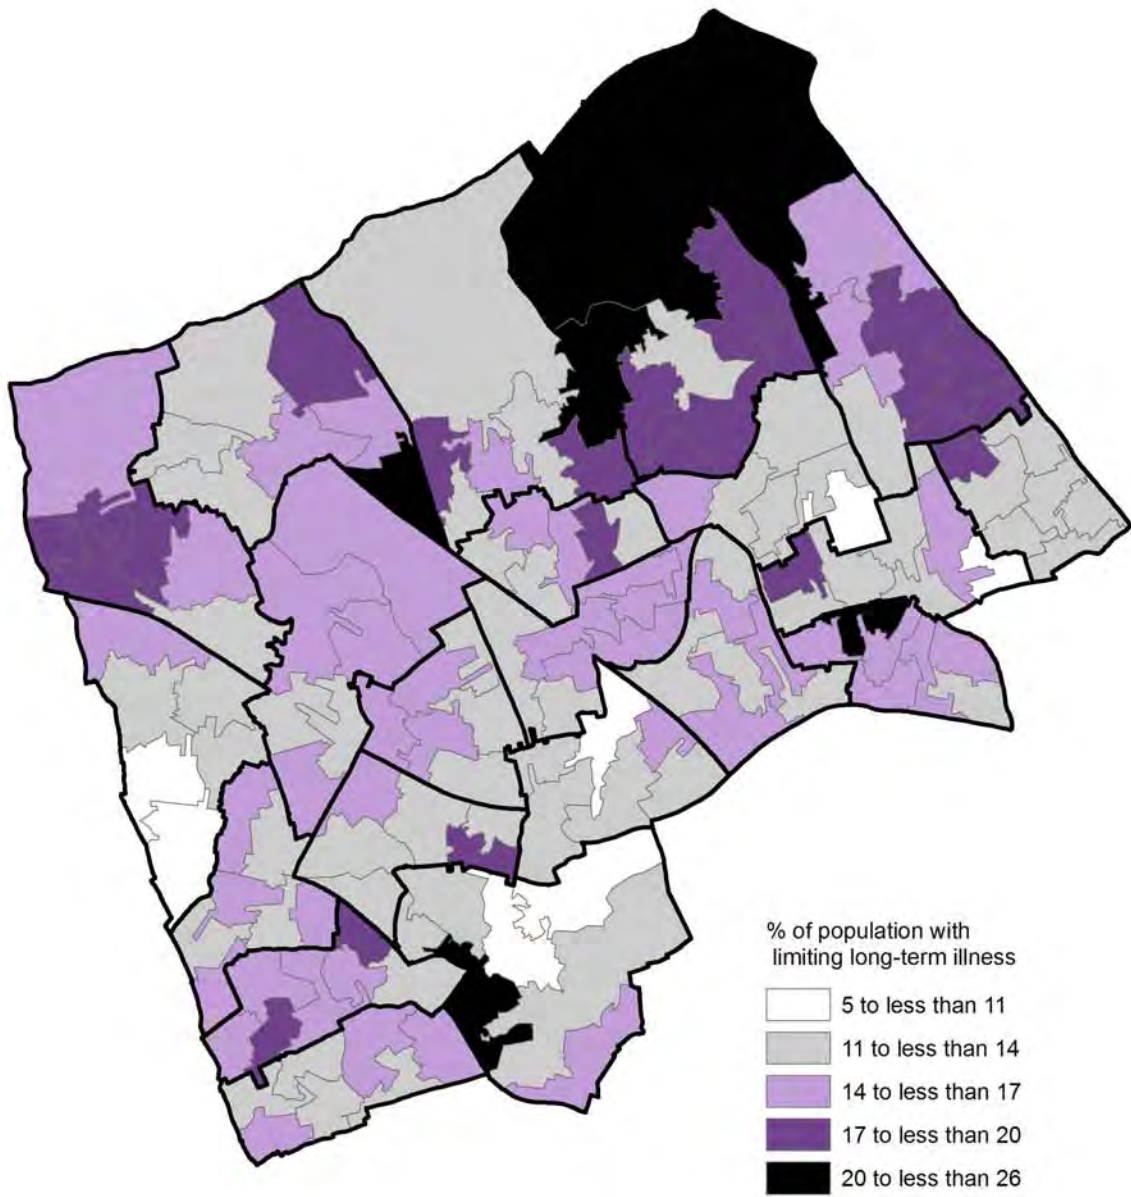 % of population with
limiting long-term illness
5 to less than 11
11 to less than 14
14 to less than 17
17 to less than 20
20 to less than 26